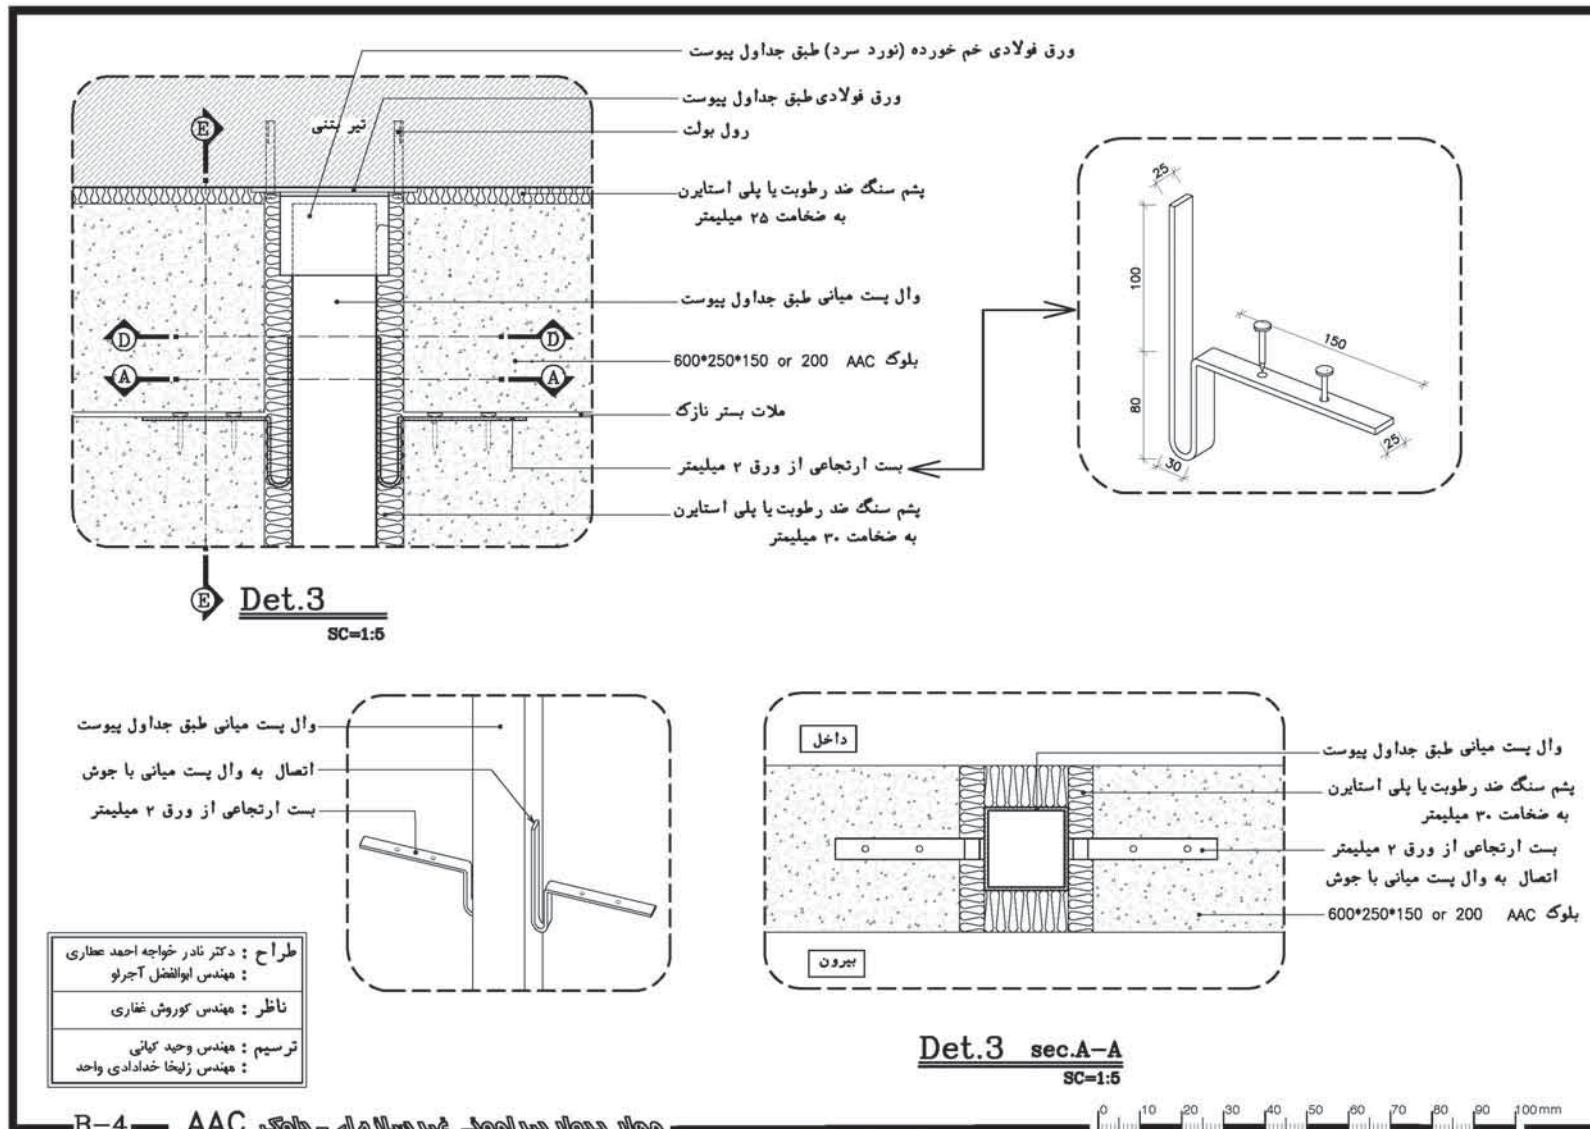 ورق فولادی خم خورده (نورد سرد) طبق جداول پیوست
ورق فولادی طبق جداول پیوست
رول بولت
تیر بتنی
E
پشم سنگ ضد رطوبت یا پلی استایرن
به ضخامت ۲۵ میلیمتر
وال پست میانی طبق جداول پیوست
D
D
بلوک AAC 600*250*150 or 200
A
A
ملات بستر نازک
بست ارتجاعی از ورق ۲ میلیمتر
پشم سنگ ضد رطوبت یا پلی استایرن
به ضخامت ۳۰ میلیمتر
E
Det.3
SC=1:5
25
100
150
80
30
25
وال پست میانی طبق جداول پیوست
اتصال به وال پست میانی با جوش
بست ارتجاعی از ورق ۲ میلیمتر
داخل
وال پست میانی طبق جداول پیوست
پشم سنگ ضد رطوبت یا پلی استایرن
به ضخامت ۳۰ میلیمتر
بست ارتجاعی از ورق ۲ میلیمتر
اتصال به وال پست میانی با جوش
بلوک AAC 600*250*150 or 200
بیرون
Det.3 sec.A-A
SC=1:5
طراح : دکتر نادر خواجه احمد عطاری
: مهندس ابوالفضل آجرلو
ناظر : مهندس کوروش غفاری
ترسیم : مهندس وحید کیانی
: مهندس زلیخا خدادادی واحد
B-4
AAC
0 10 20 30 40 50 60 70 80 90 100mm